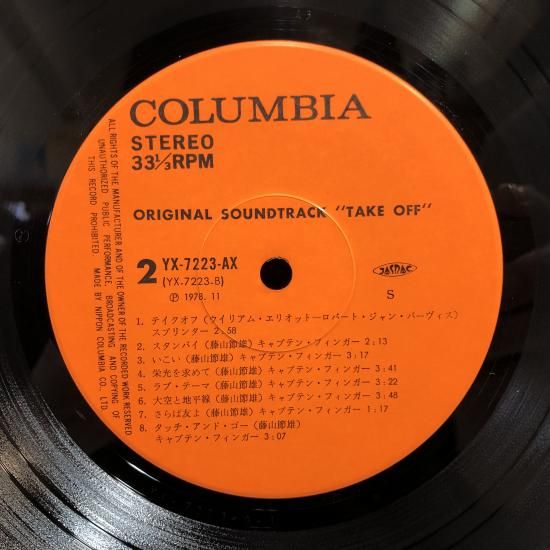 COLUMBIA
STEREO
33⅓RPM
ORIGINAL SOUNDTRACK "TAKE OFF"
2 YX-7223-AX
(YX-7223-B)
Ⓟ 1978. 11
JASRAC
S
1. テイクオフ (ウイリアム・エリオット―ロバート・ジャン・パーヴィス)
スプリンター 2:58
2. スタンバイ (藤山節雄) キャプテン・フィンガー 2:13
3. いこい (藤山節雄) キャプテン・フィンガー 3:17
4. 栄光を求めて (藤山節雄) キャプテン・フィンガー 3:41
5. ラブ・テーマ (藤山節雄) キャプテン・フィンガー 3:22
6. 大空と地平線 (藤山節雄) キャプテン・フィンガー 3:48
7. さらば友よ (藤山節雄) キャプテン・フィンガー 1:17
8. タッチ・アンド・ゴー (藤山節雄)
キャプテン・フィンガー 3:07
ALL RIGHTS OF THE MANUFACTURER AND OF THE OWNER OF THE RECORDED WORK RESERVED
UNAUTHORIZED PUBLIC PERFORMANCE, BROADCASTING AND COPYING OF
THIS RECORD PROHIBITED. MADE BY NIPPON COLUMBIA CO., LTD.